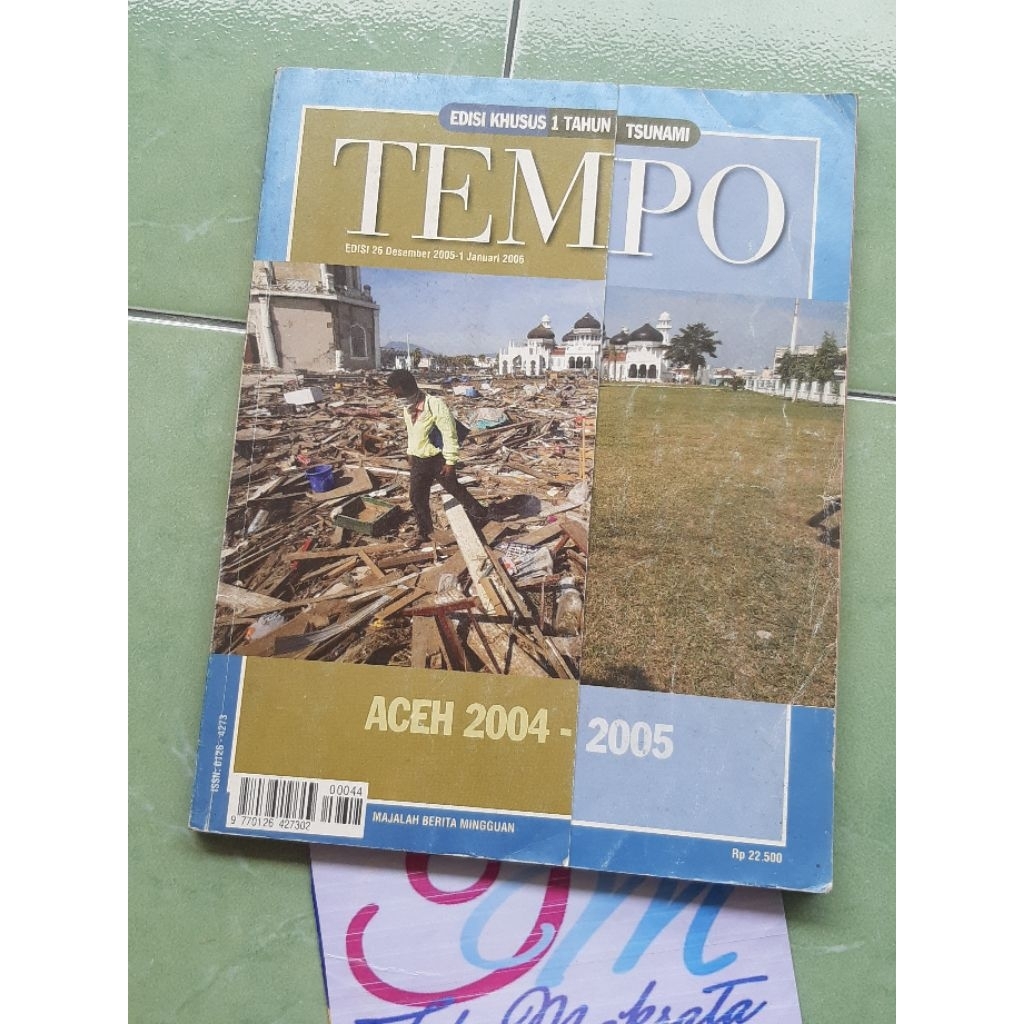 EDISI KHUSUS 1 TAHUN TSUNAMI
TEMPO
EDISI 26 Desember 2005-1 Januari 2006
ACEH 2004 - 2005
ISSN: 0126 - 4273
00044
9 770126 427302
MAJALAH BERITA MINGGUAN
Rp 22.500